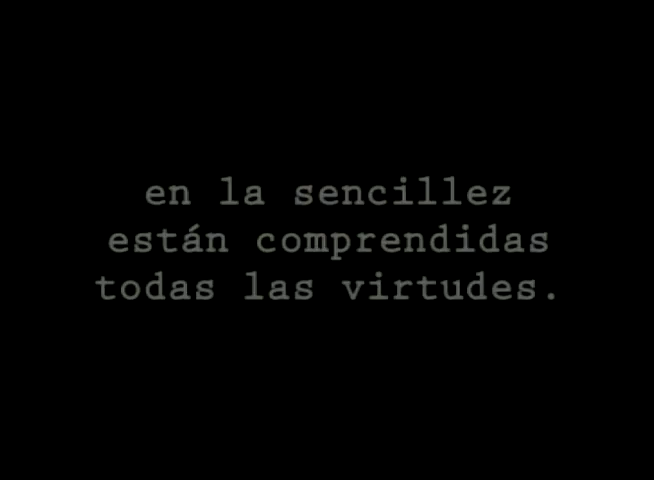 en la sencillez
están comprendidas
todas las virtudes.